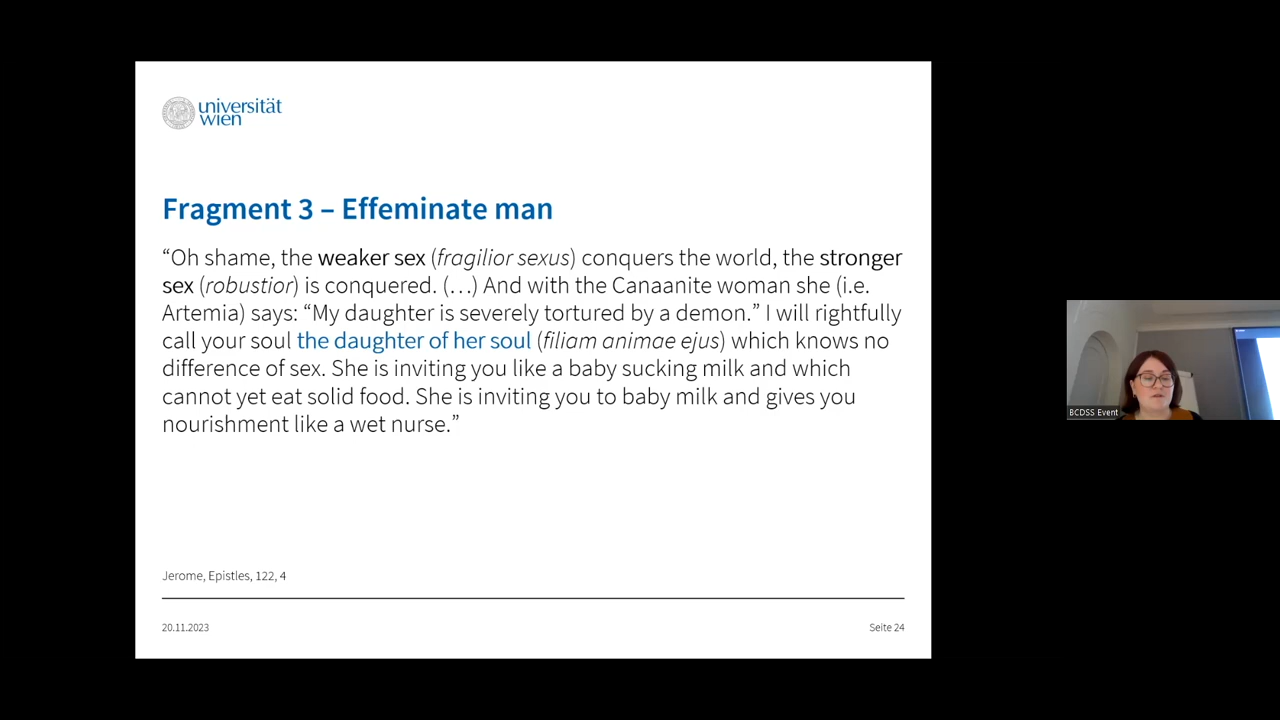 universität
wien
Fragment 3 – Effeminate man
“Oh shame, the weaker sex (fragilior sexus) conquers the world, the stronger
sex (robustior) is conquered. (…) And with the Canaanite woman she (i.e.
Artemia) says: “My daughter is severely tortured by a demon.” I will rightfully
call your soul the daughter of her soul (filiam animae ejus) which knows no
difference of sex. She is inviting you like a baby sucking milk and which
cannot yet eat solid food. She is inviting you to baby milk and gives you
nourishment like a wet nurse.”
Jerome, Epistles, 122, 4
20.11.2023
Seite 24
BCDSS Event